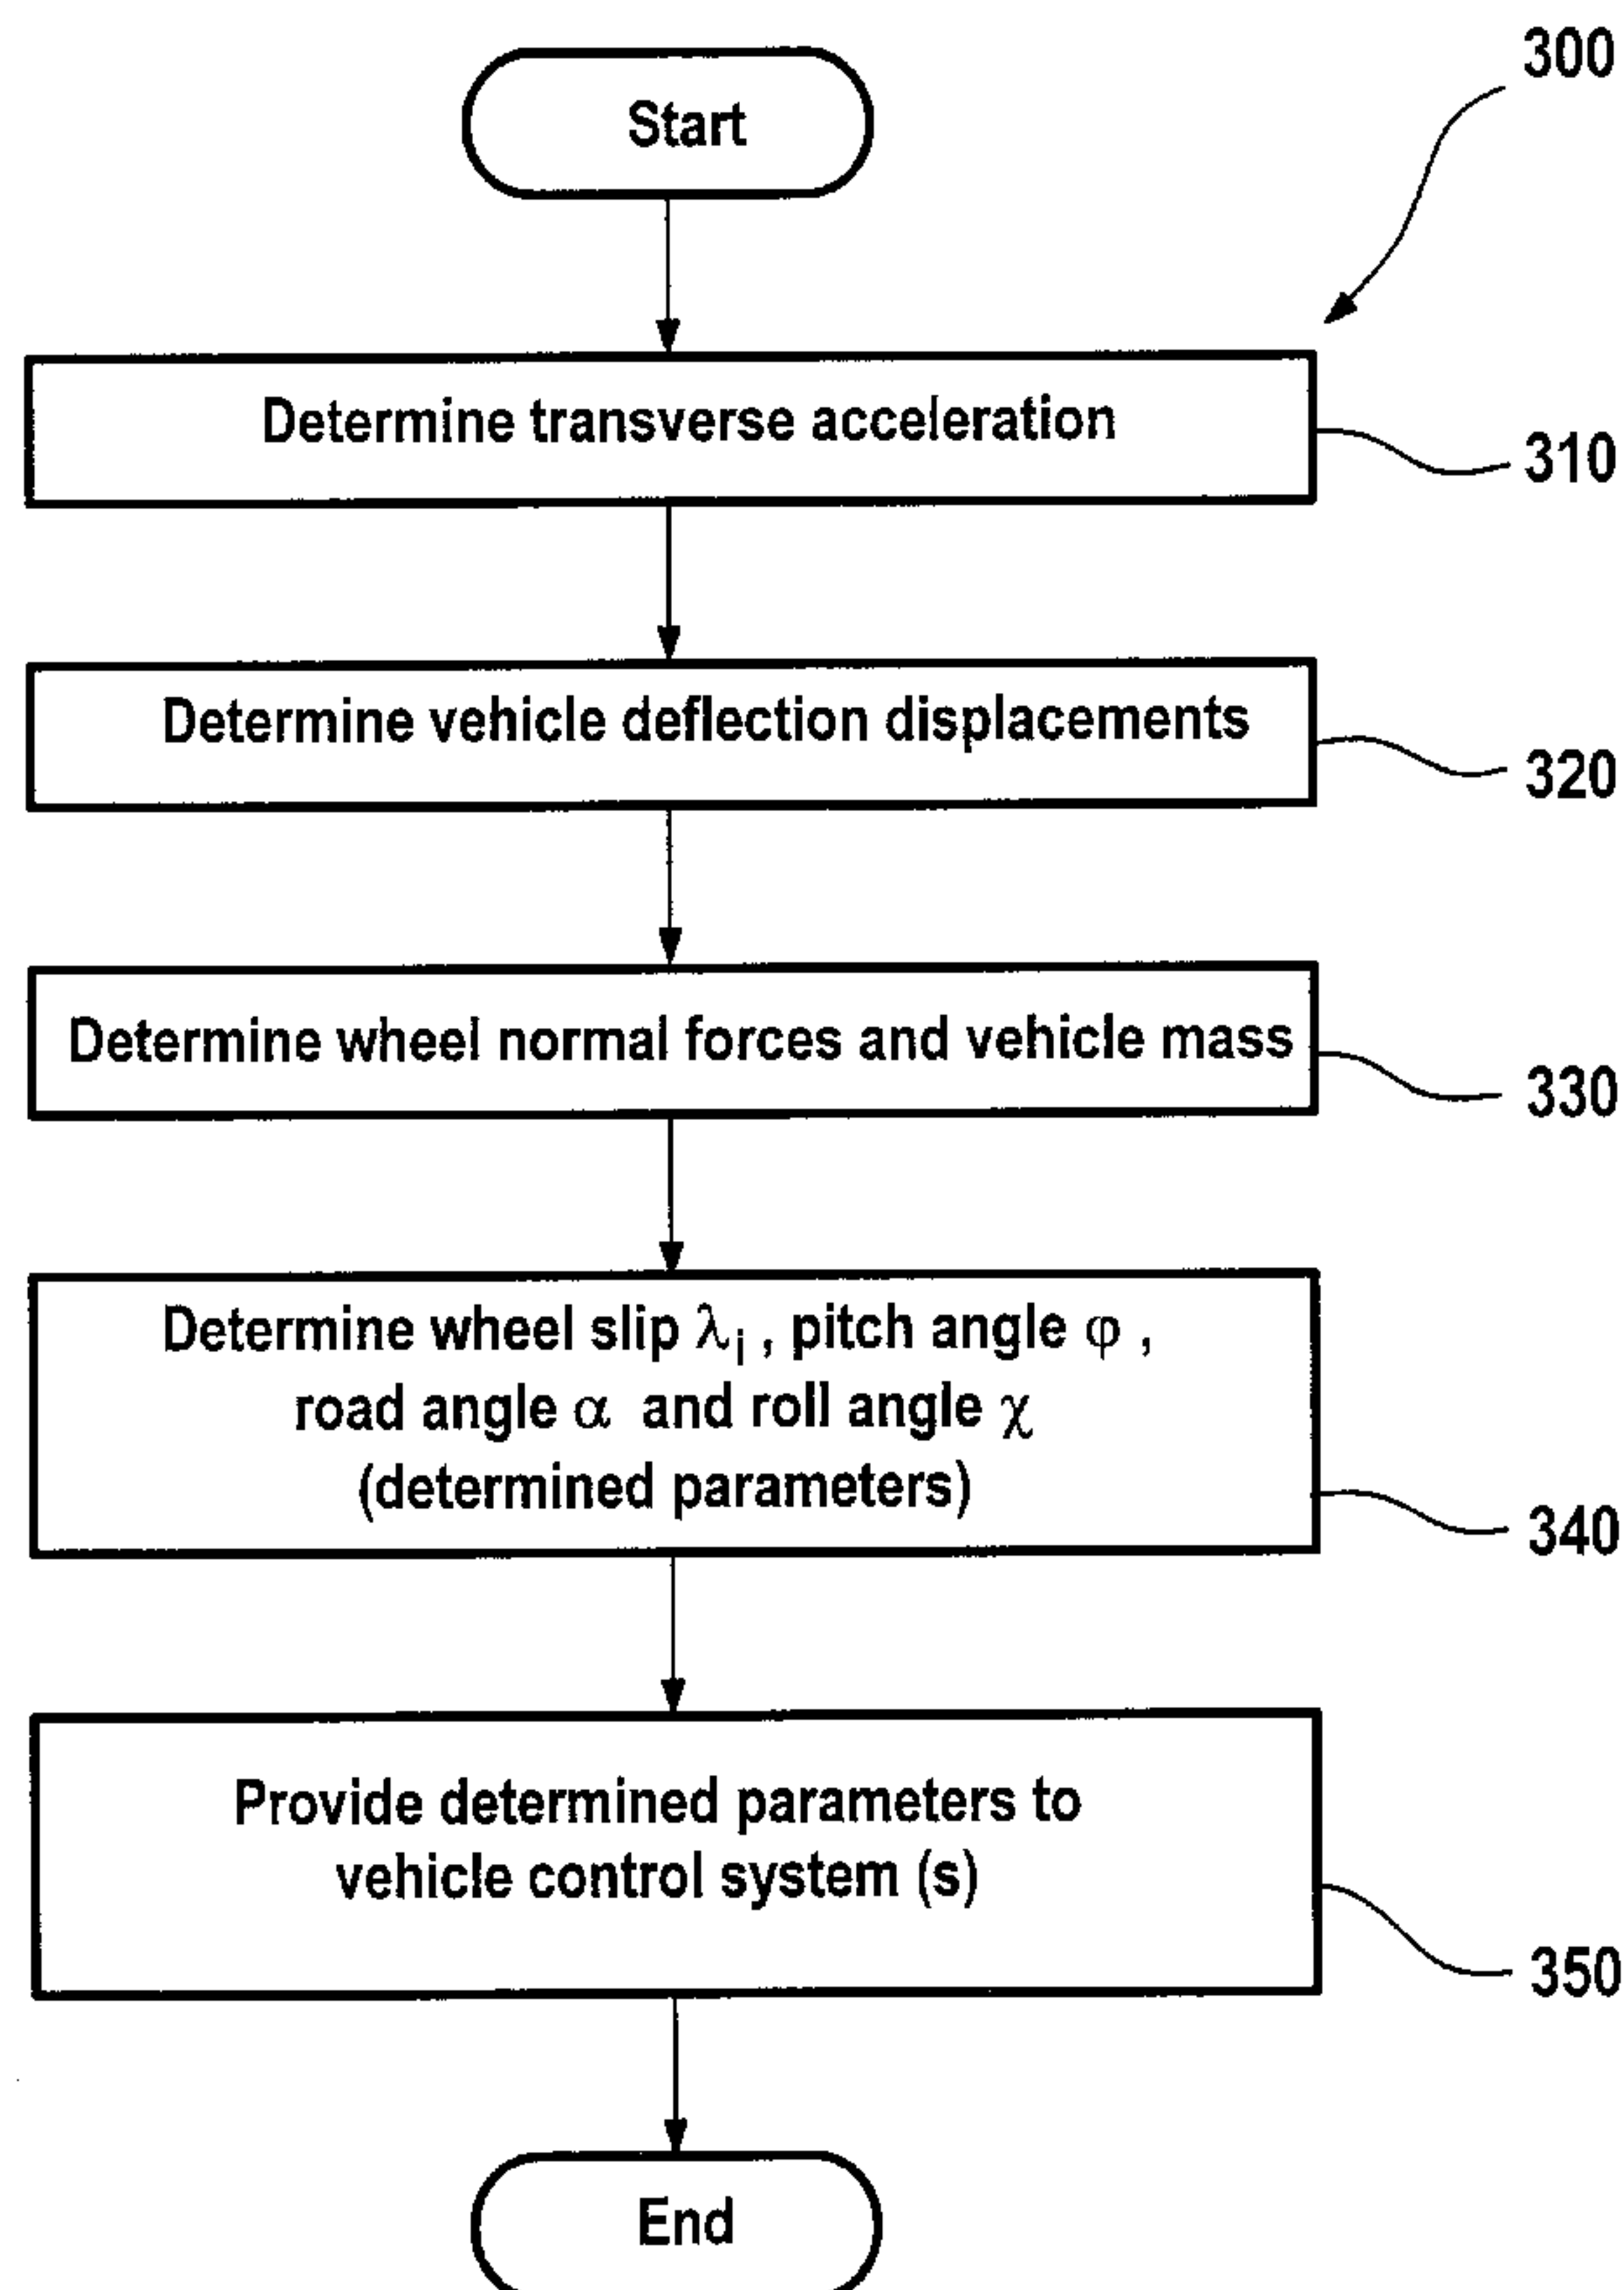 300
Start
Determine transverse acceleration
310
Determine vehicle deflection displacements
320
Determine wheel normal forces and vehicle mass
330
Determine wheel slip λi , pitch angle φ ,
road angle α and roll angle χ
(determined parameters)
340
Provide determined parameters to
vehicle control system (s)
350
End